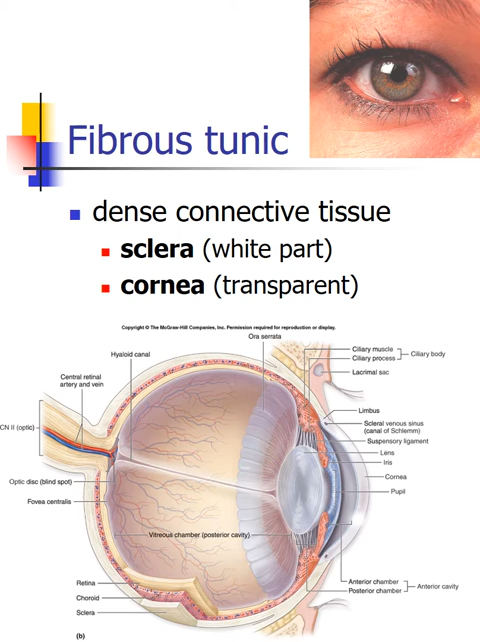 Fibrous tunic
dense connective tissue
sclera (white part)
cornea (transparent)
Copyright © The McGraw-Hill Companies, Inc. Permission required for reproduction or display.
Ora serrata
Ciliary muscle
Ciliary process
Ciliary body
Hyaloid canal
Lacrimal sac
Central retinal
artery and vein
Limbus
Scleral venous sinus
(canal of Schlemm)
CN II (optic)
Suspensory ligament
Lens
Iris
Cornea
Optic disc (blind spot)
Pupil
Fovea centralis
Vitreous chamber (posterior cavity)
Retina
Anterior chamber
Anterior cavity
Posterior chamber
Choroid
Sclera
(b)